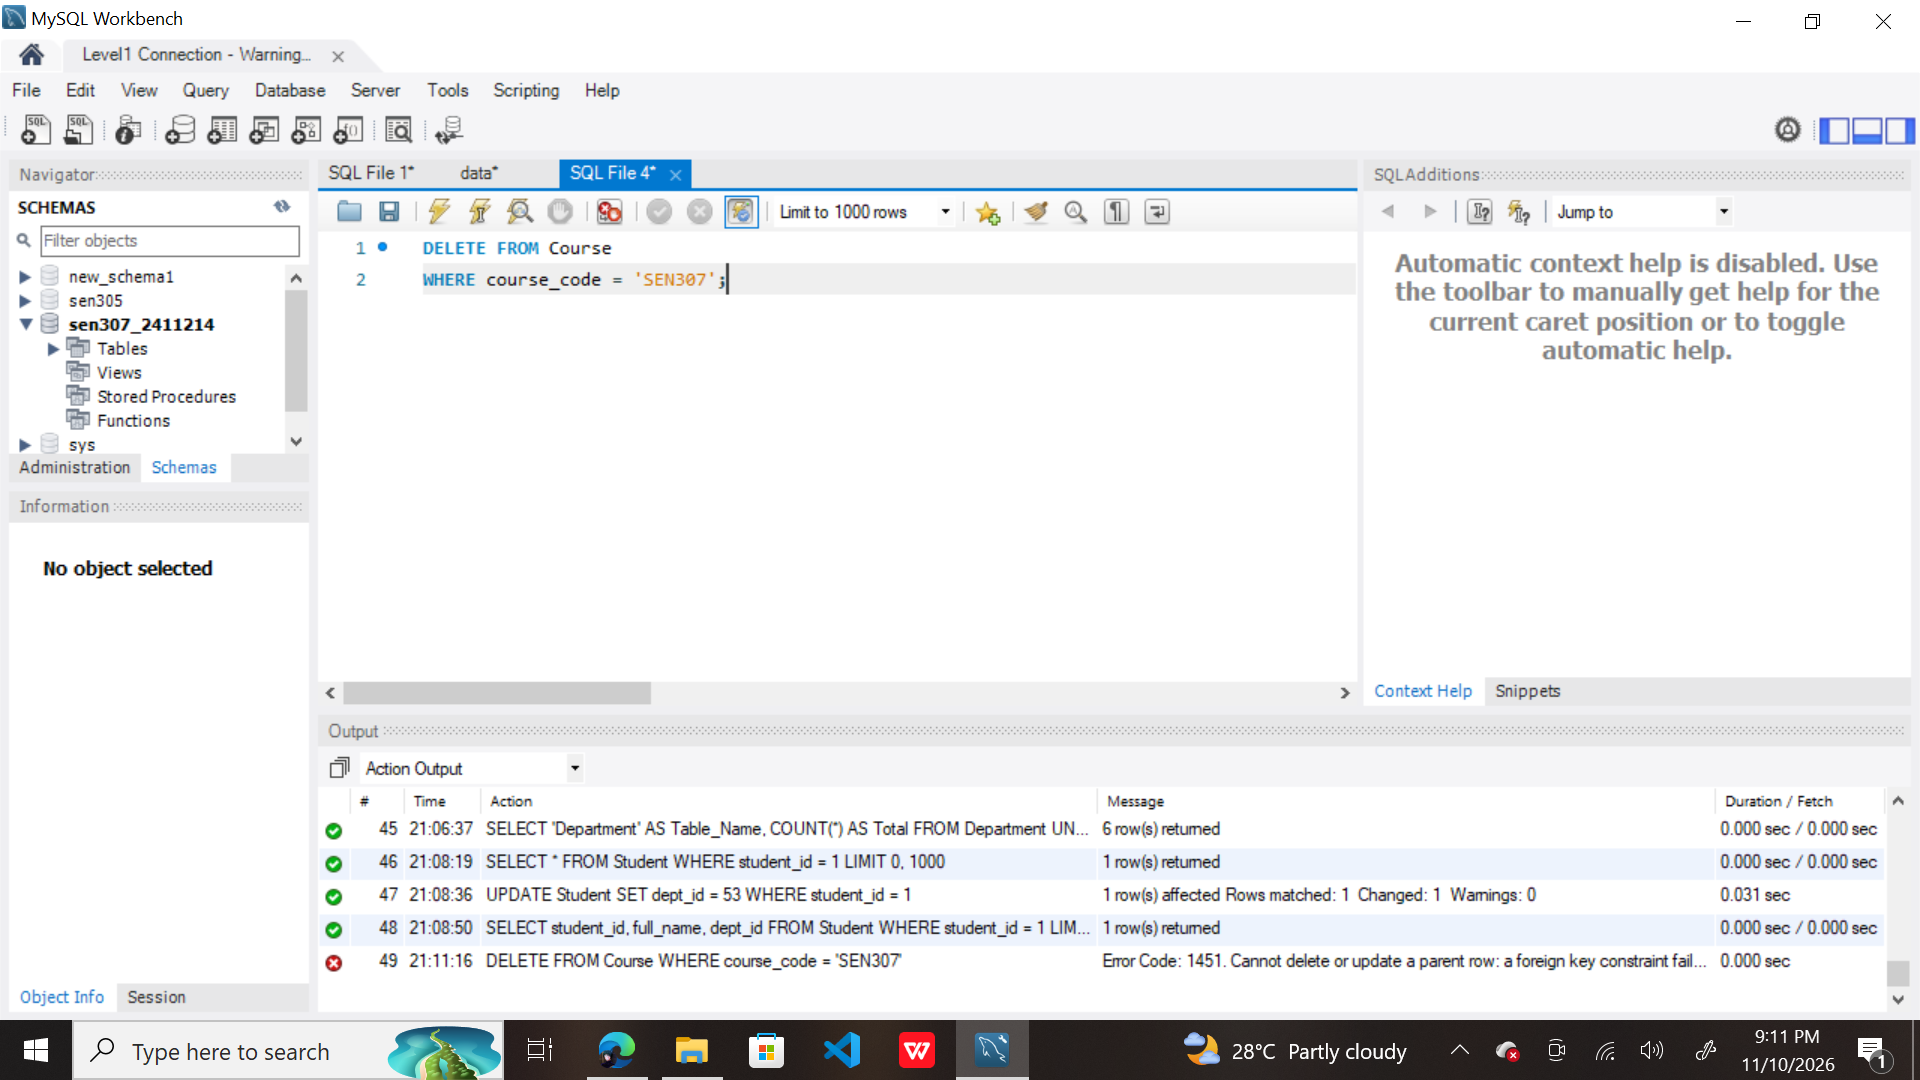 MySQL Workbench
Level1 Connection - Warning...
File Edit View Query Database Server Tools Scripting Help
Navigator
SCHEMAS
Filter objects
new_schema1
sen305
sen307_2411214
Tables
Views
Stored Procedures
Functions
sys
Administration Schemas
Information
No object selected
Object Info Session
SQL File 1* data* SQL File 4*
Limit to 1000 rows
1 DELETE FROM Course
2 WHERE course_code = 'SEN307';
SQLAdditions
Jump to
Automatic context help is disabled. Use
the toolbar to manually get help for the
current caret position or to toggle
automatic help.
Context Help Snippets
Output
Action Output
# Time Action Message Duration / Fetch
45 21:06:37 SELECT 'Department' AS Table_Name, COUNT(*) AS Total FROM Department UN... 6 row(s) returned 0.000 sec / 0.000 sec
46 21:08:19 SELECT * FROM Student WHERE student_id = 1 LIMIT 0, 1000 1 row(s) returned 0.000 sec / 0.000 sec
47 21:08:36 UPDATE Student SET dept_id = 53 WHERE student_id = 1 1 row(s) affected Rows matched: 1 Changed: 1 Warnings: 0 0.031 sec
48 21:08:50 SELECT student_id, full_name, dept_id FROM Student WHERE student_id = 1 LIM... 1 row(s) returned 0.000 sec / 0.000 sec
49 21:11:16 DELETE FROM Course WHERE course_code = 'SEN307' Error Code: 1451. Cannot delete or update a parent row: a foreign key constraint fail... 0.000 sec
Type here to search
28°C Partly cloudy
9:11 PM
11/10/2026
1